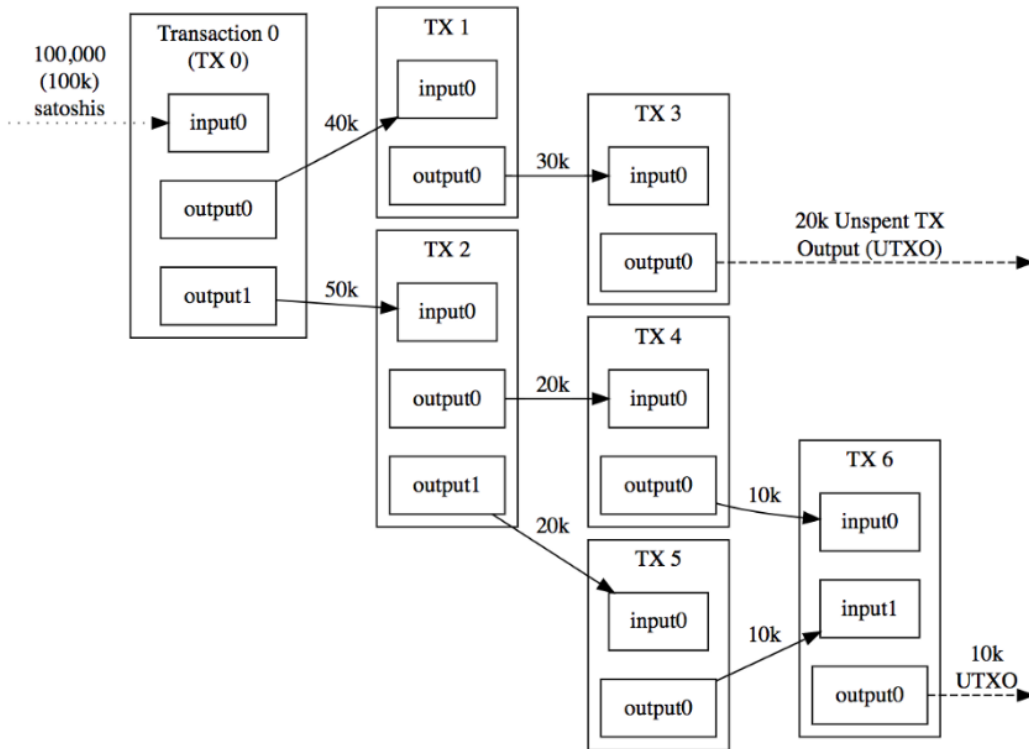 100,000
(100k)
satoshis
Transaction 0
(TX 0)
input0
output0
output1
40k
50k
TX 1
input0
output0
30k
TX 2
input0
output0
output1
20k
20k
TX 3
input0
output0
20k Unspent TX
Output (UTXO)
TX 4
input0
output0
10k
TX 5
input0
output0
10k
TX 6
input0
input1
output0
10k
UTXO